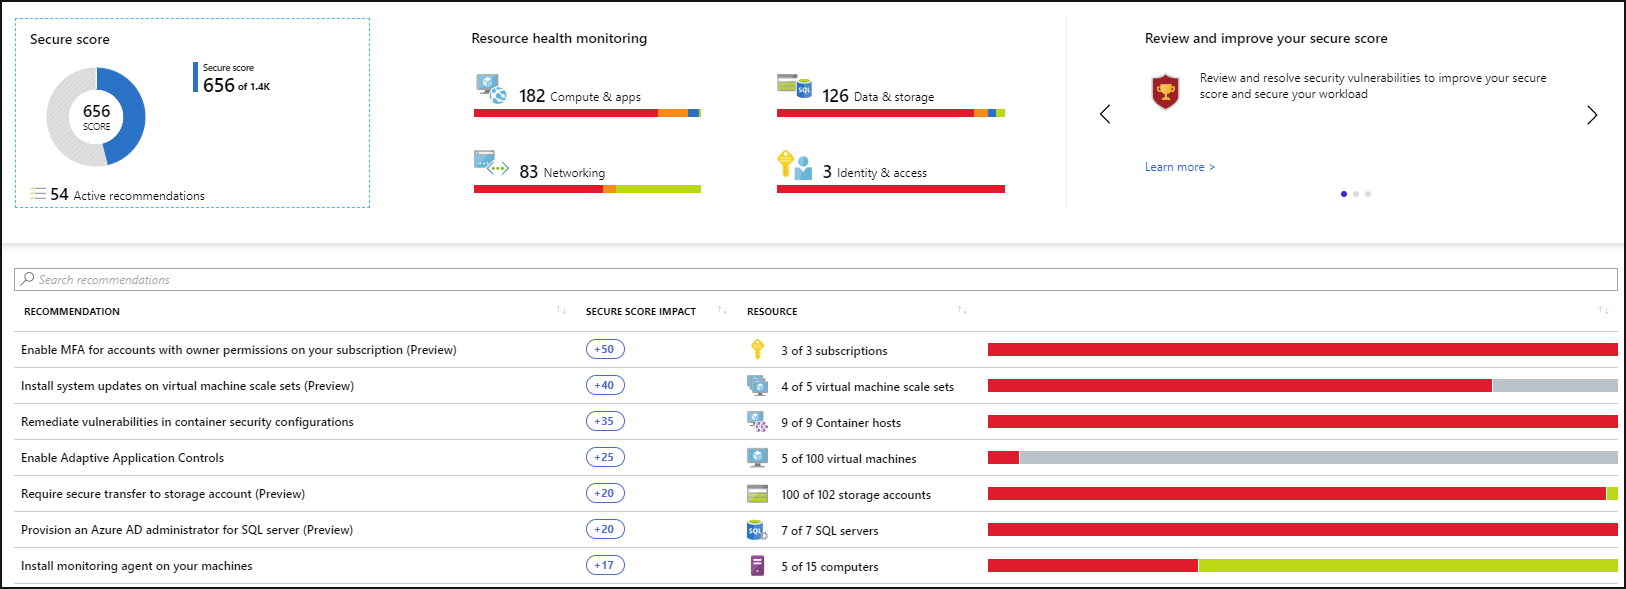 Secure score
656
SCORE
Secure score
656 of 1.4K
54 Active recommendations
Resource health monitoring
182 Compute & apps
SQL
126 Data & storage
83 Networking
3 Identity & access
Review and improve your secure score
Review and resolve security vulnerabilities to improve your secure
score and secure your workload
Learn more >
Search recommendations
RECOMMENDATION SECURE SCORE IMPACT RESOURCE
Enable MFA for accounts with owner permissions on your subscription (Preview) +50 3 of 3 subscriptions
Install system updates on virtual machine scale sets (Preview) +40 4 of 5 virtual machine scale sets
Remediate vulnerabilities in container security configurations +35 9 of 9 Container hosts
Enable Adaptive Application Controls +25 5 of 100 virtual machines
Require secure transfer to storage account (Preview) +20 100 of 102 storage accounts
Provision an Azure AD administrator for SQL server (Preview) +20 SQL 7 of 7 SQL servers
Install monitoring agent on your machines +17 5 of 15 computers